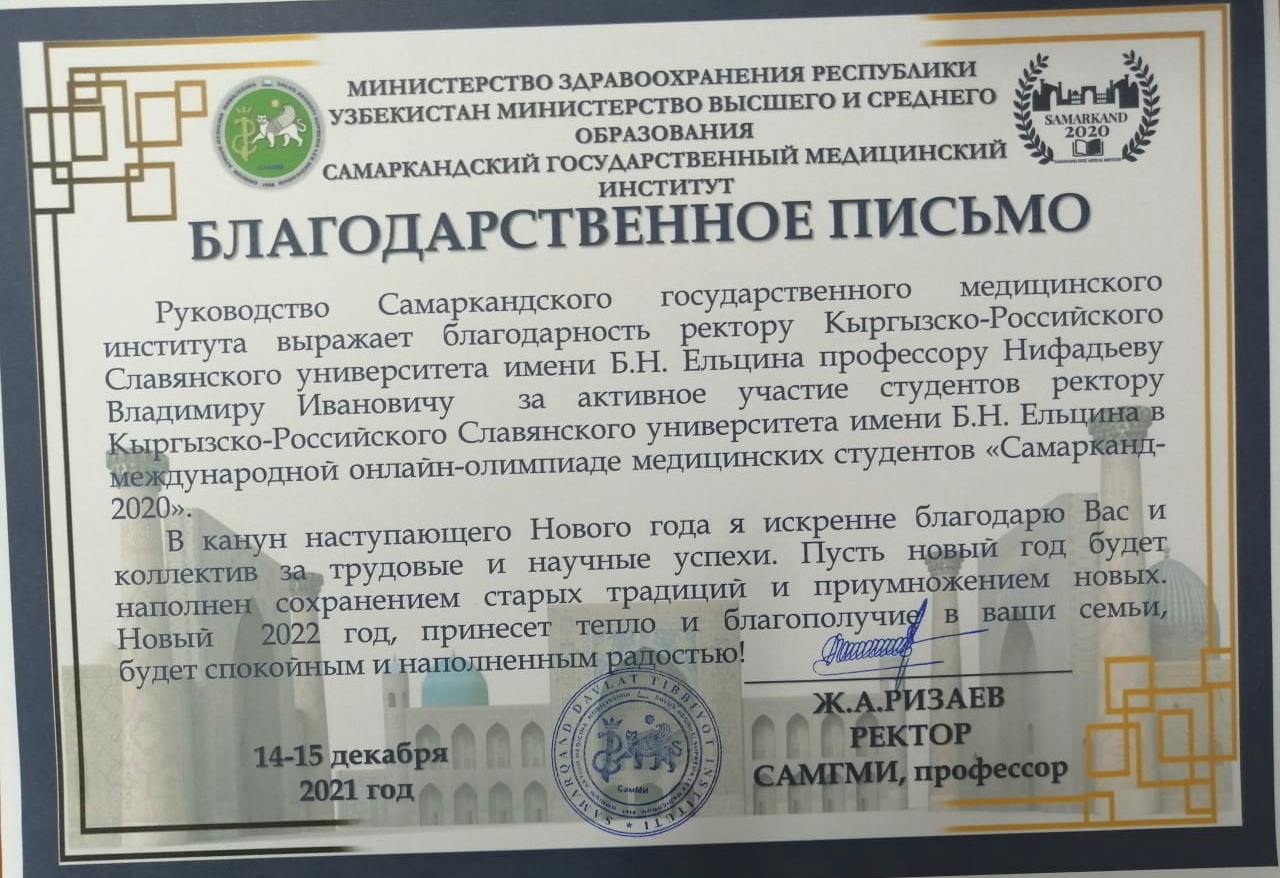 МИНИСТЕРСТВО ЗДРАВООХРАНЕНИЯ РЕСПУБЛИКИ
УЗБЕКИСТАН МИНИСТЕРСТВО ВЫСШЕГО И СРЕДНЕГО
ОБРАЗОВАНИЯ
САМАРКАНДСКИЙ ГОСУДАРСТВЕННЫЙ МЕДИЦИНСКИЙ
ИНСТИТУТ
SAMARKAND
2020
БЛАГОДАРСТВЕННОЕ ПИСЬМО
Руководство Самаркандского государственного медицинского
института выражает благодарность ректору Кыргызско-Российского
Славянского университета имени Б.Н. Ельцина профессору Нифадьеву
Владимиру Ивановичу за активное участие студентов ректору
Кыргызско-Российского Славянского университета имени Б.Н. Ельцина в
международной онлайн-олимпиаде медицинских студентов «Самарканд-
2020».
В канун наступающего Нового года я искренне благодарю Вас и
коллектив за трудовые и научные успехи. Пусть новый год будет
наполнен сохранением старых традиций и приумножением новых.
Новый 2022 год, принесет тепло и благополучие в ваши семьи,
будет спокойным и наполненным радостью!
14-15 декабря
2021 год
SAMARQAND DAVLAT TIBBIYOT INSTITUTI
СамМИ
Ж.А.РИЗАЕВ
РЕКТОР
САМГМИ, профессор